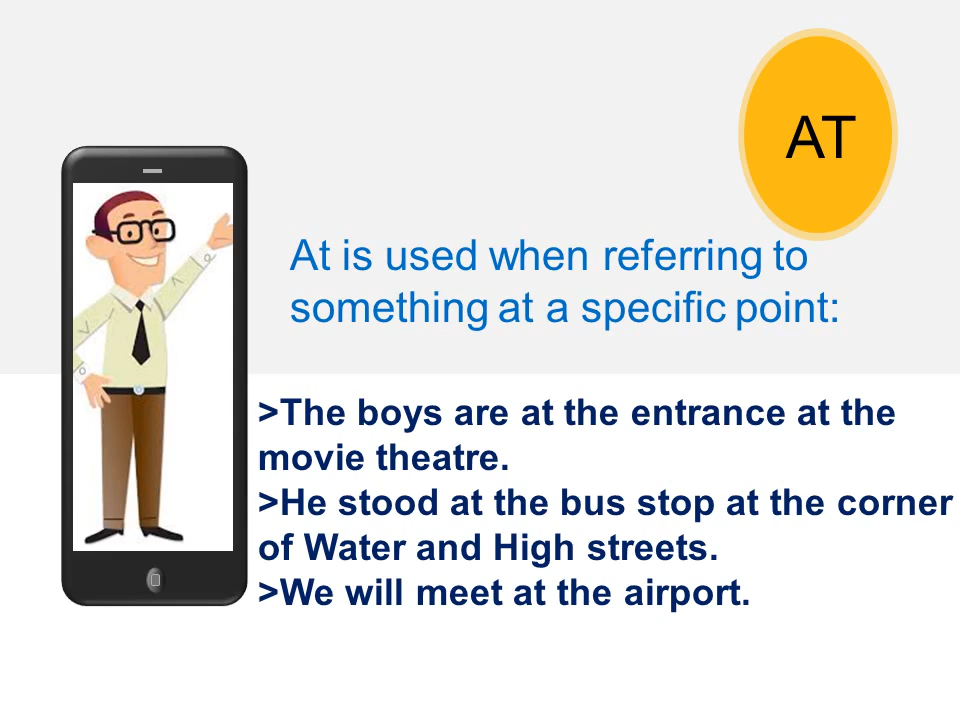 AT
At is used when referring to
something at a specific point:
>The boys are at the entrance at the
movie theatre.
>He stood at the bus stop at the corner
of Water and High streets.
>We will meet at the airport.